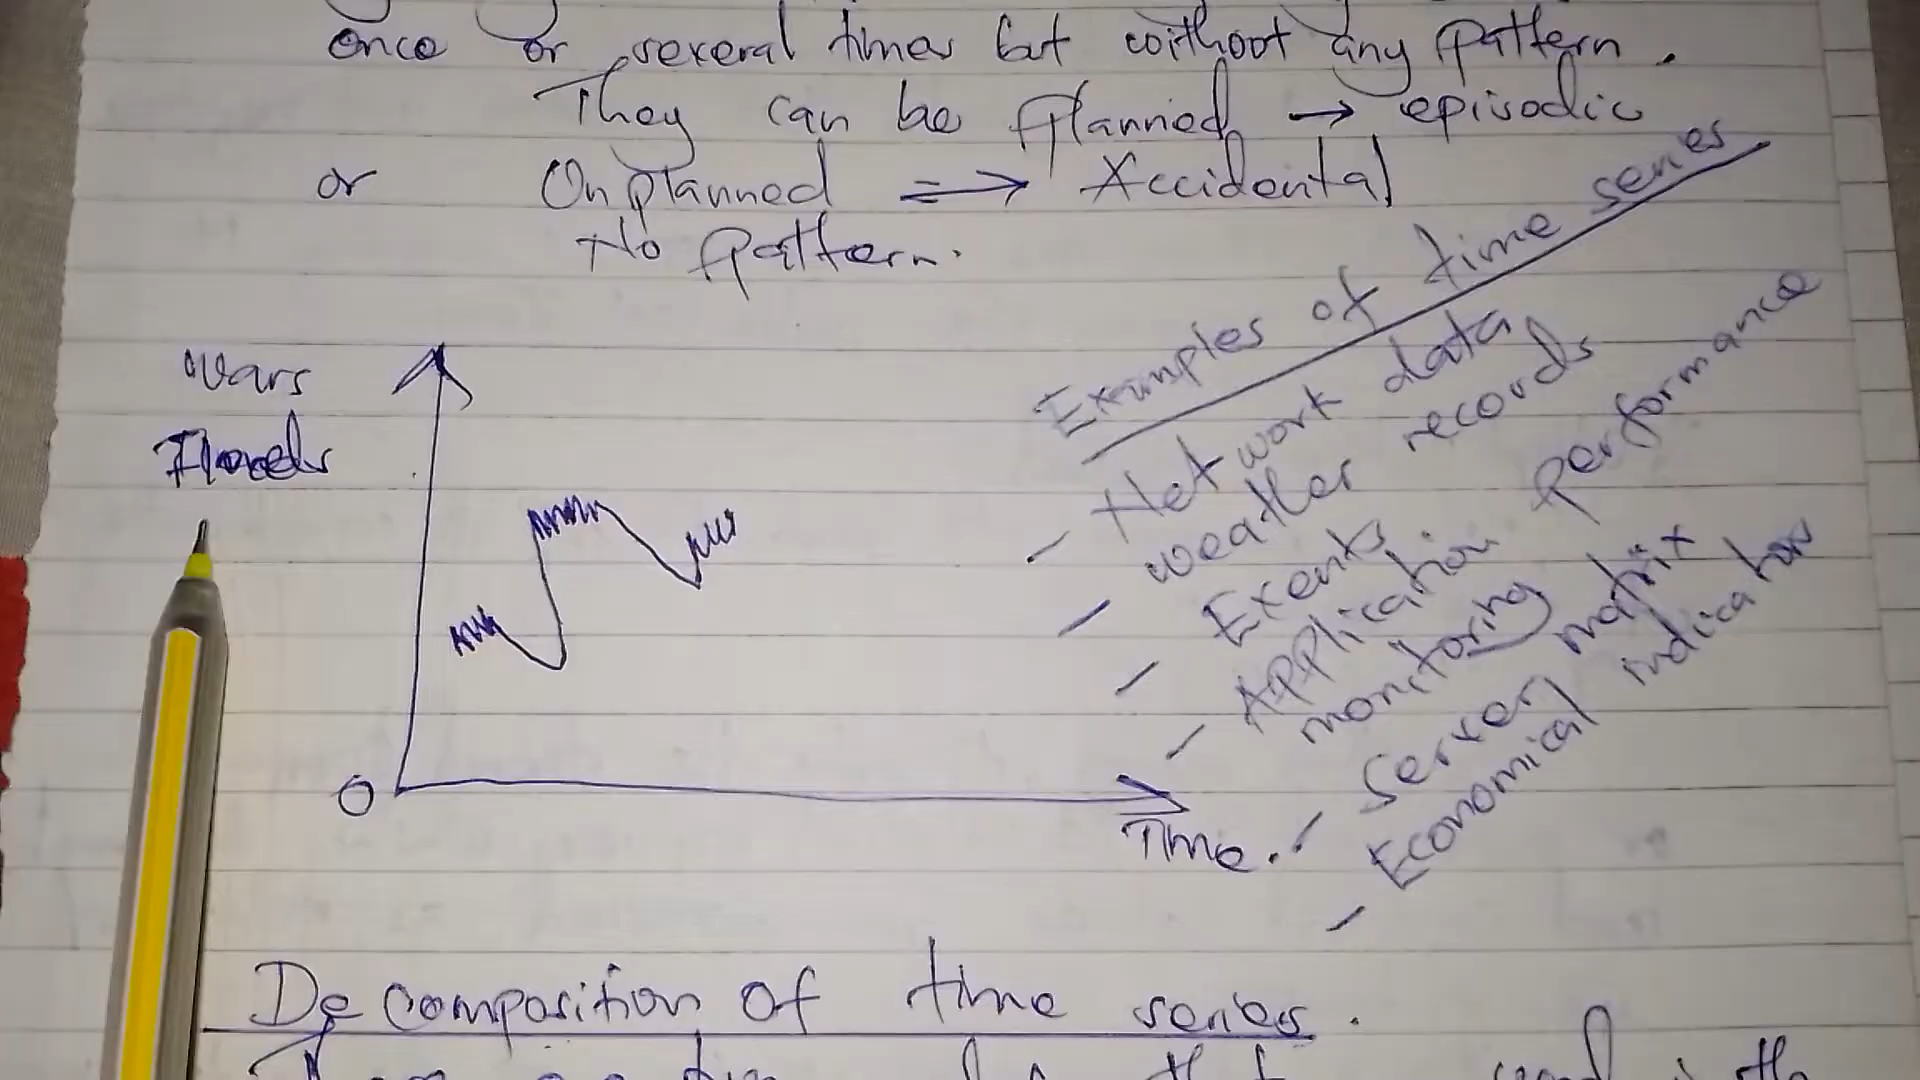 once or several times but without any pattern.
They can be planned → episodic
or Unplanned ⇒ Accidental
No pattern.
Wars
Floods
O
Time.
Examples of time series
- Network data
- weather records
- Events
- Application performance
monitoring
- Server matrix
- Economical indicators
Decomposition of time series.